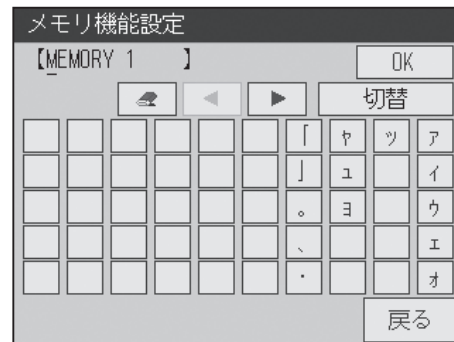 メモリ機能設定
【MEMORY 1 】 OK
切替
「 ャ ッ ァ
」 ュ ィ
。 ョ ゥ
、 ェ
・ ォ
戻る